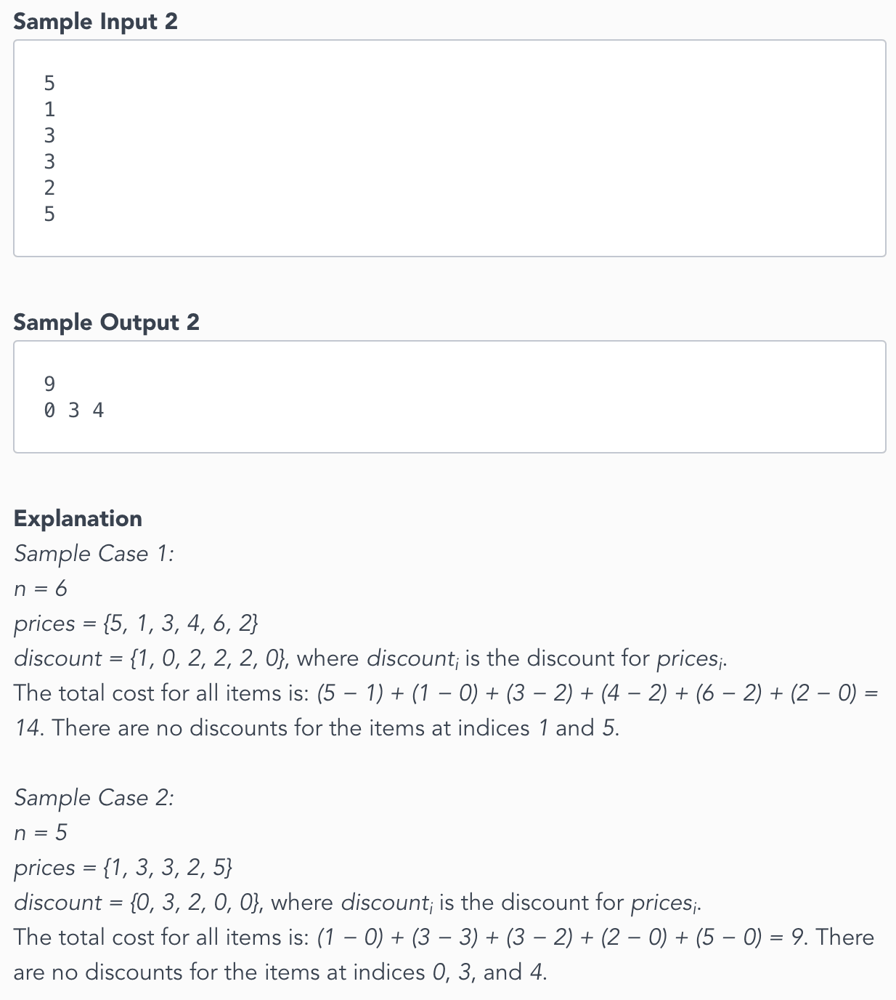 Sample Input 2
5
1
3
3
2
5
Sample Output 2
9
0 3 4
Explanation
Sample Case 1:
n = 6
prices = {5, 1, 3, 4, 6, 2}
discount = {1, 0, 2, 2, 2, 0}, where discountᵢ is the discount for pricesᵢ.
The total cost for all items is: (5 − 1) + (1 − 0) + (3 − 2) + (4 − 2) + (6 − 2) + (2 − 0) =
14. There are no discounts for the items at indices 1 and 5.
Sample Case 2:
n = 5
prices = {1, 3, 3, 2, 5}
discount = {0, 3, 2, 0, 0}, where discountᵢ is the discount for pricesᵢ.
The total cost for all items is: (1 − 0) + (3 − 3) + (3 − 2) + (2 − 0) + (5 − 0) = 9. There
are no discounts for the items at indices 0, 3, and 4.